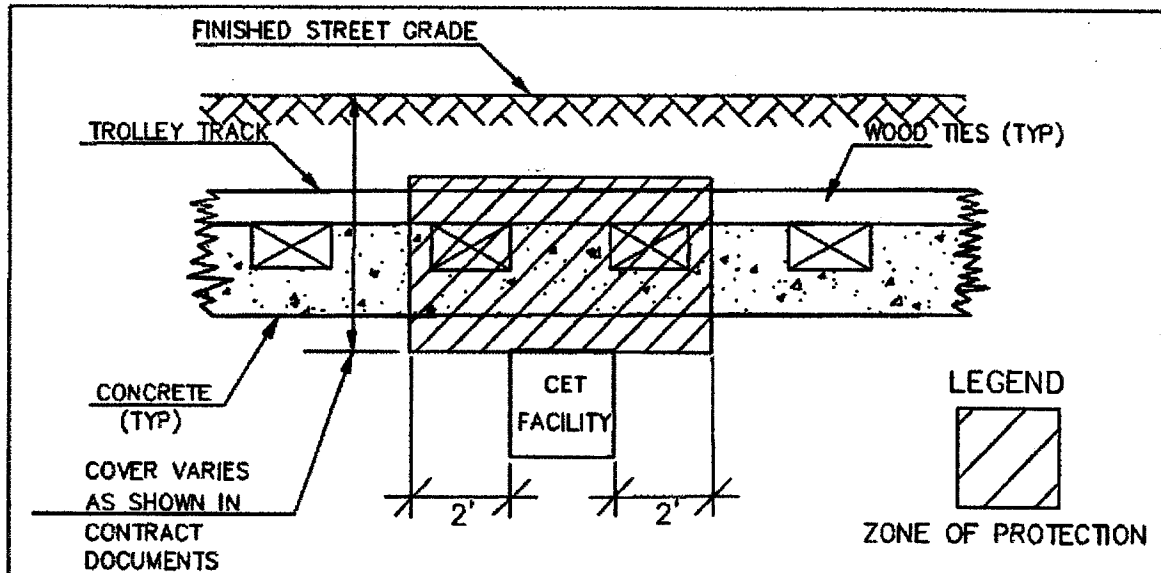 FINISHED STREET GRADE
TROLLEY TRACK
WOOD TIES (TYP)
CONCRETE
(TYP)
CET
FACILITY
COVER VARIES
AS SHOWN IN
CONTRACT
DOCUMENTS
2'
2'
LEGEND
ZONE OF PROTECTION